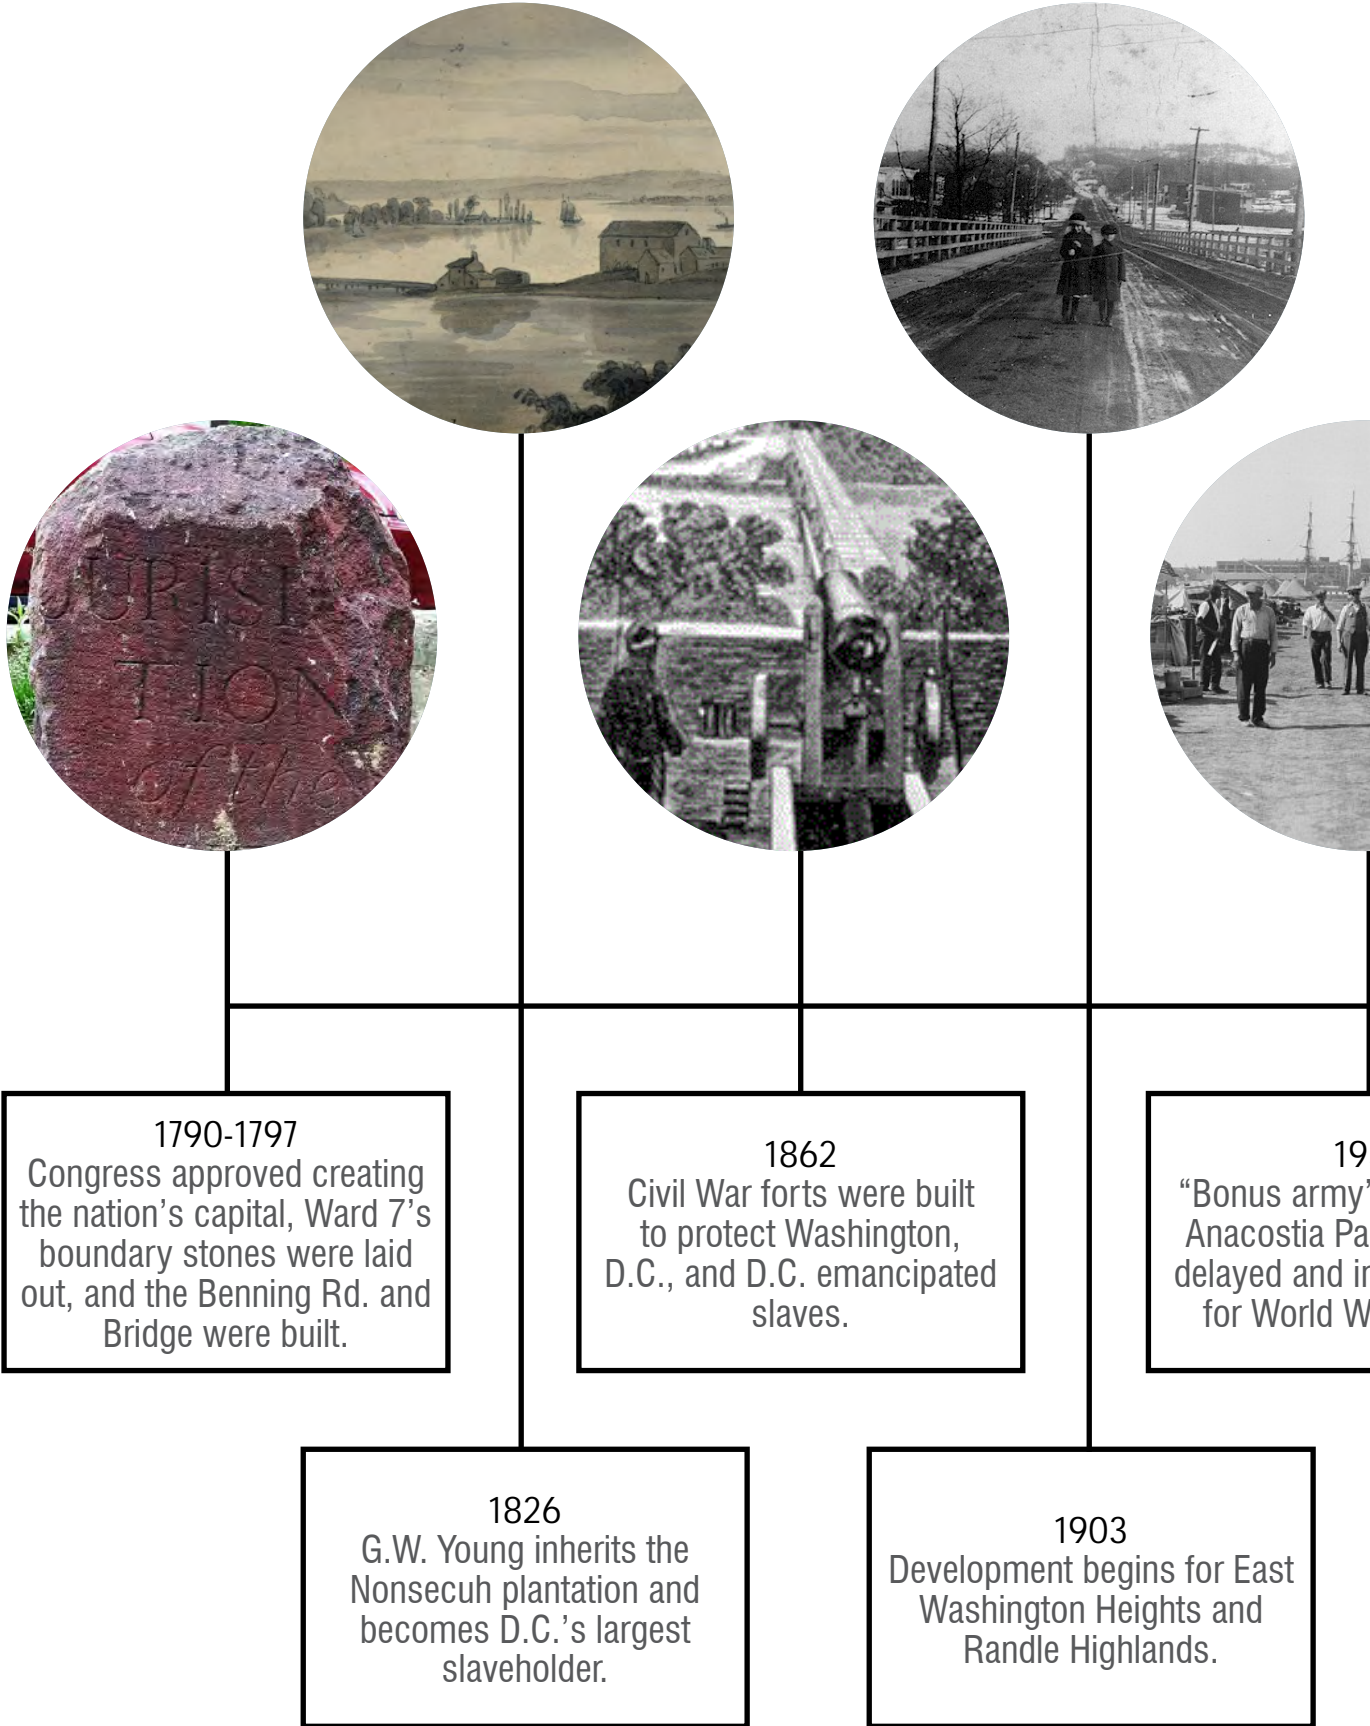 URISI
TION
of the
1790-1797
Congress approved creating
the nation’s capital, Ward 7’s
boundary stones were laid
out, and the Benning Rd. and
Bridge were built.
1862
Civil War forts were built
to protect Washington,
D.C., and D.C. emancipated
slaves.
19
“Bonus army
Anacostia
delayed and
for World
1826
G.W. Young inherits the
Nonsecuh plantation and
becomes D.C.’s largest
slaveholder.
1903
Development begins for East
Washington Heights and
Randle Highlands.